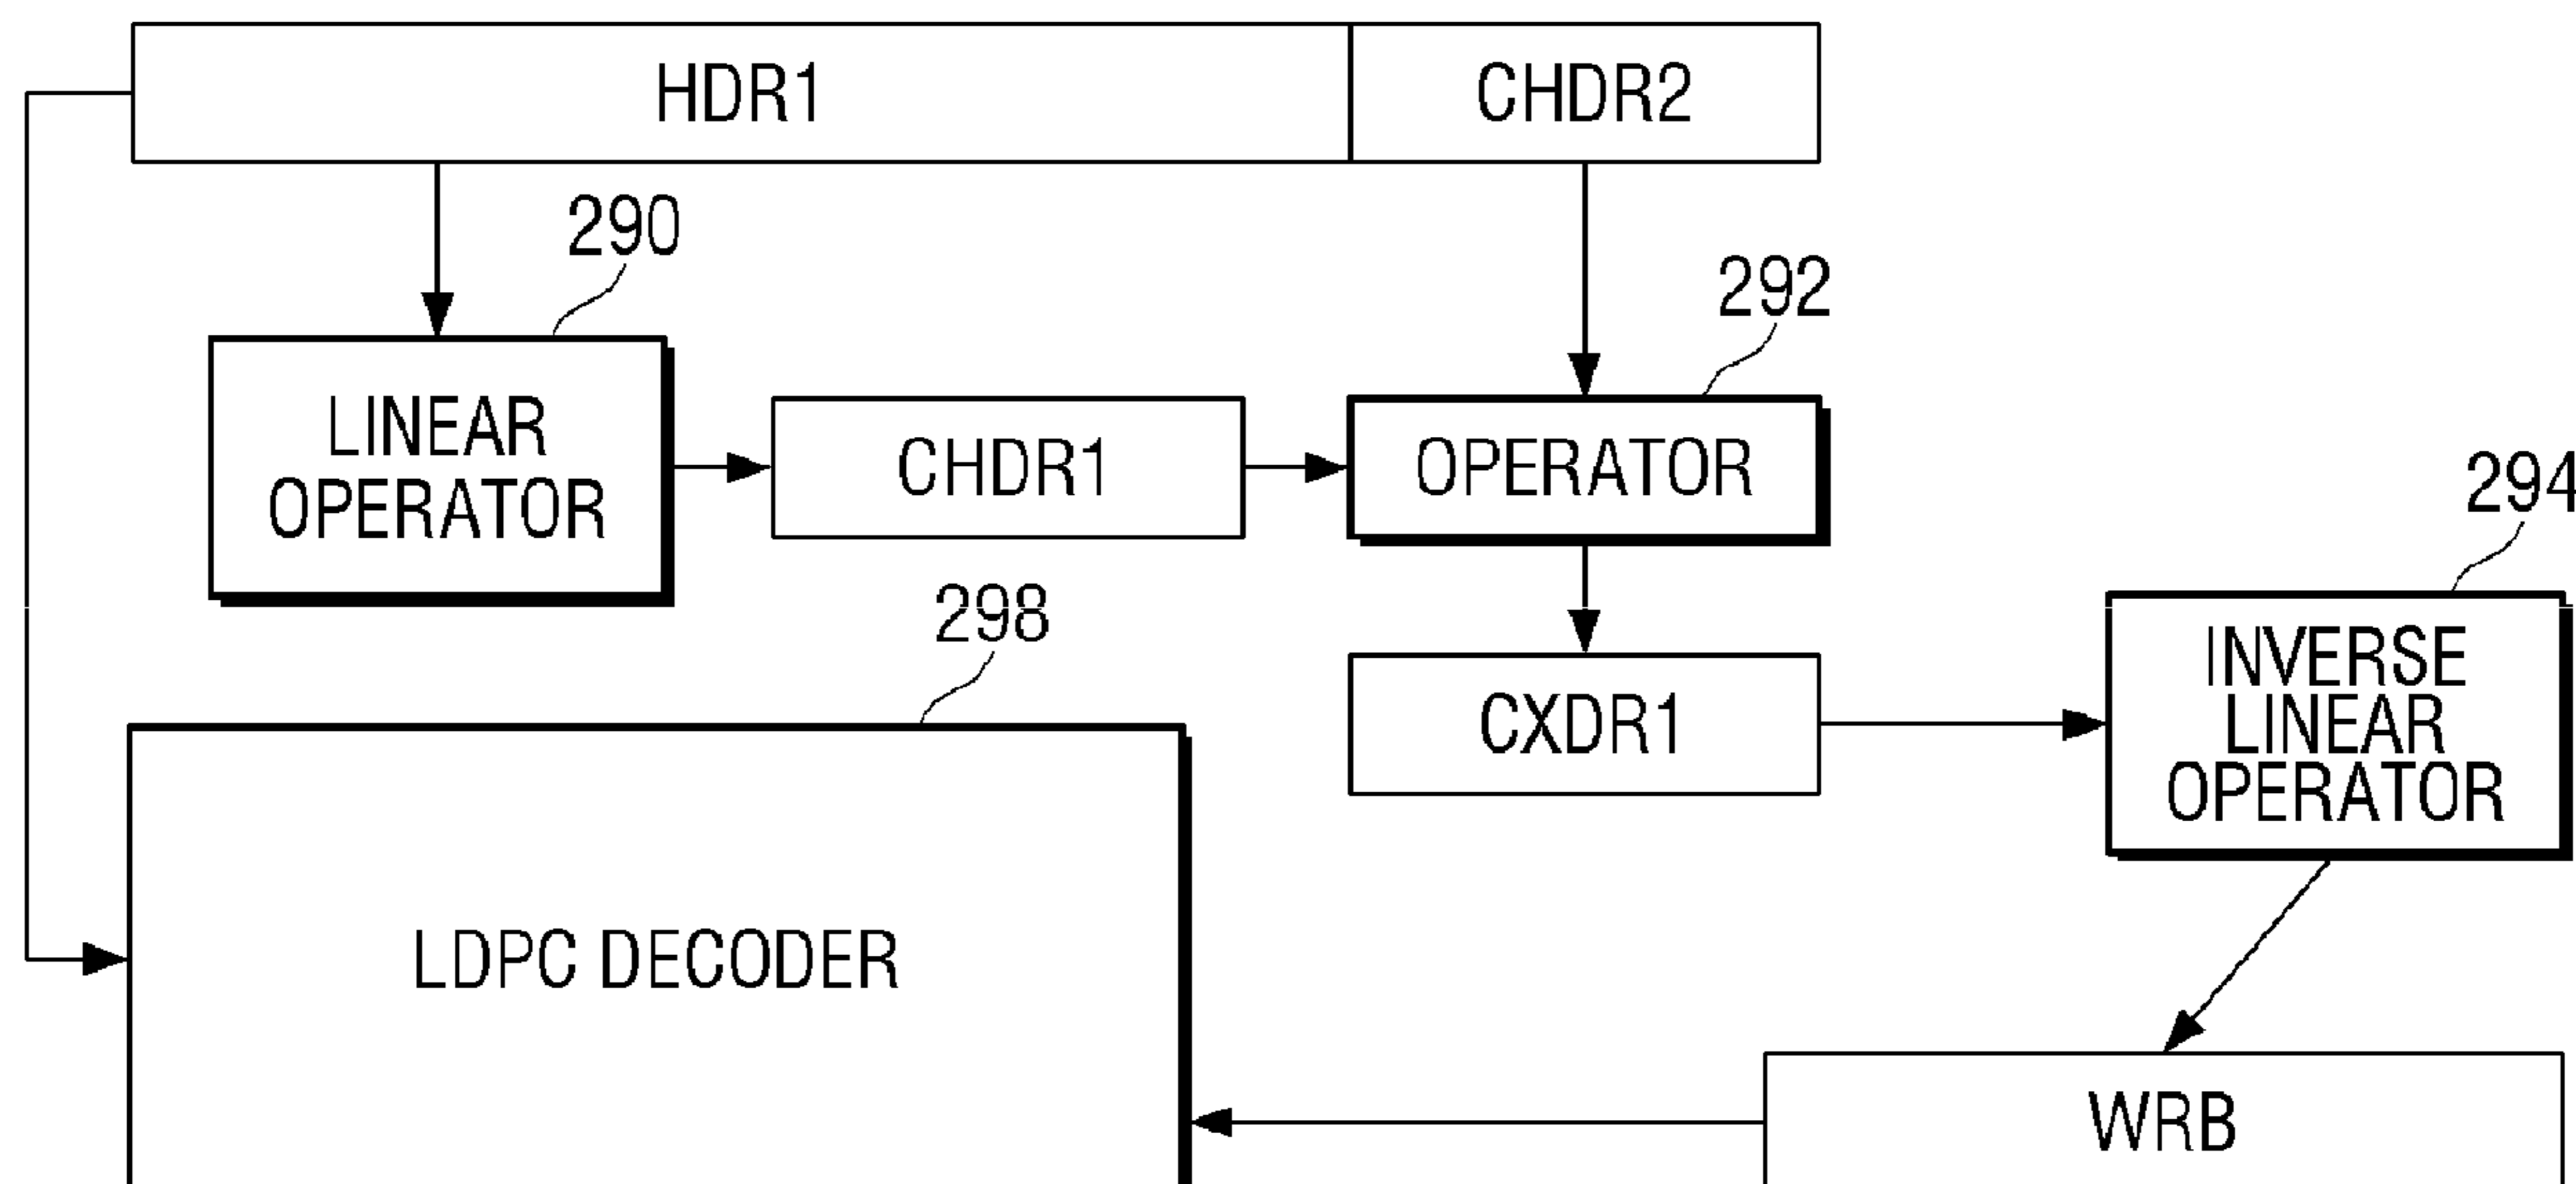 HDR1
CHDR2
290
292
LINEAR
OPERATOR
CHDR1
OPERATOR
294
298
INVERSE
LINEAR
OPERATOR
CXDR1
LDPC DECODER
WRB